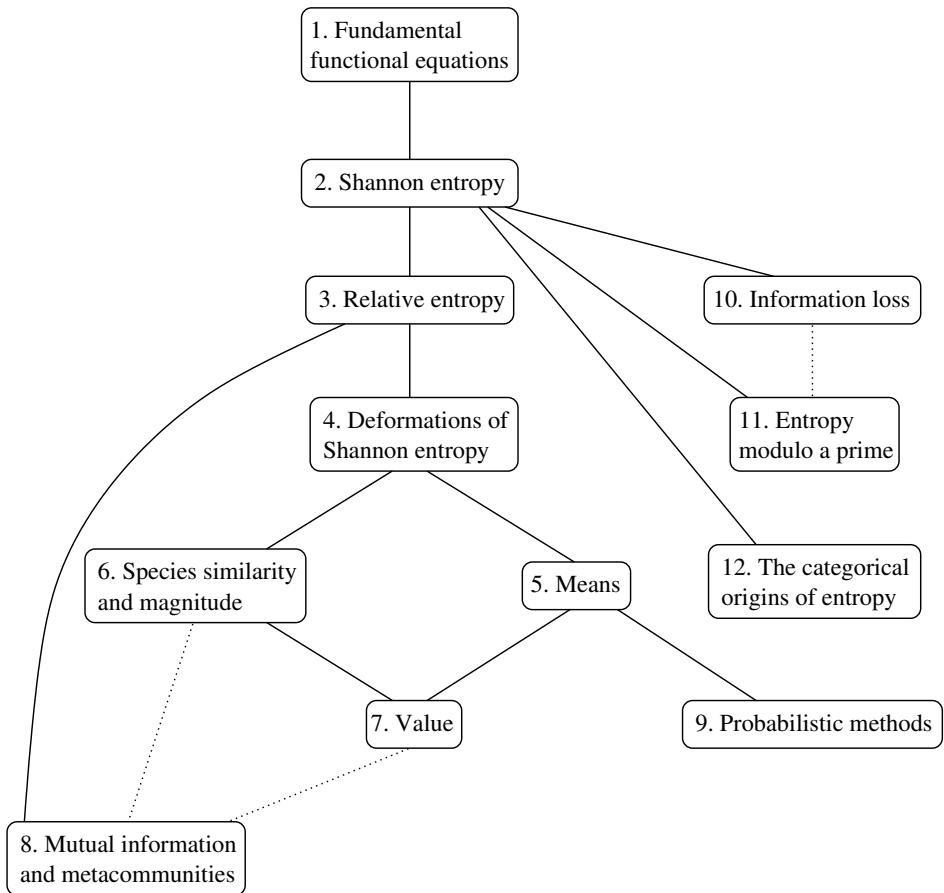 1. Fundamental
functional equations
2. Shannon entropy
3. Relative entropy
10. Information loss
4. Deformations of
Shannon entropy
11. Entropy
modulo a prime
6. Species similarity
and magnitude
5. Means
12. The categorical
origins of entropy
7. Value
9. Probabilistic methods
8. Mutual information
and metacommunities